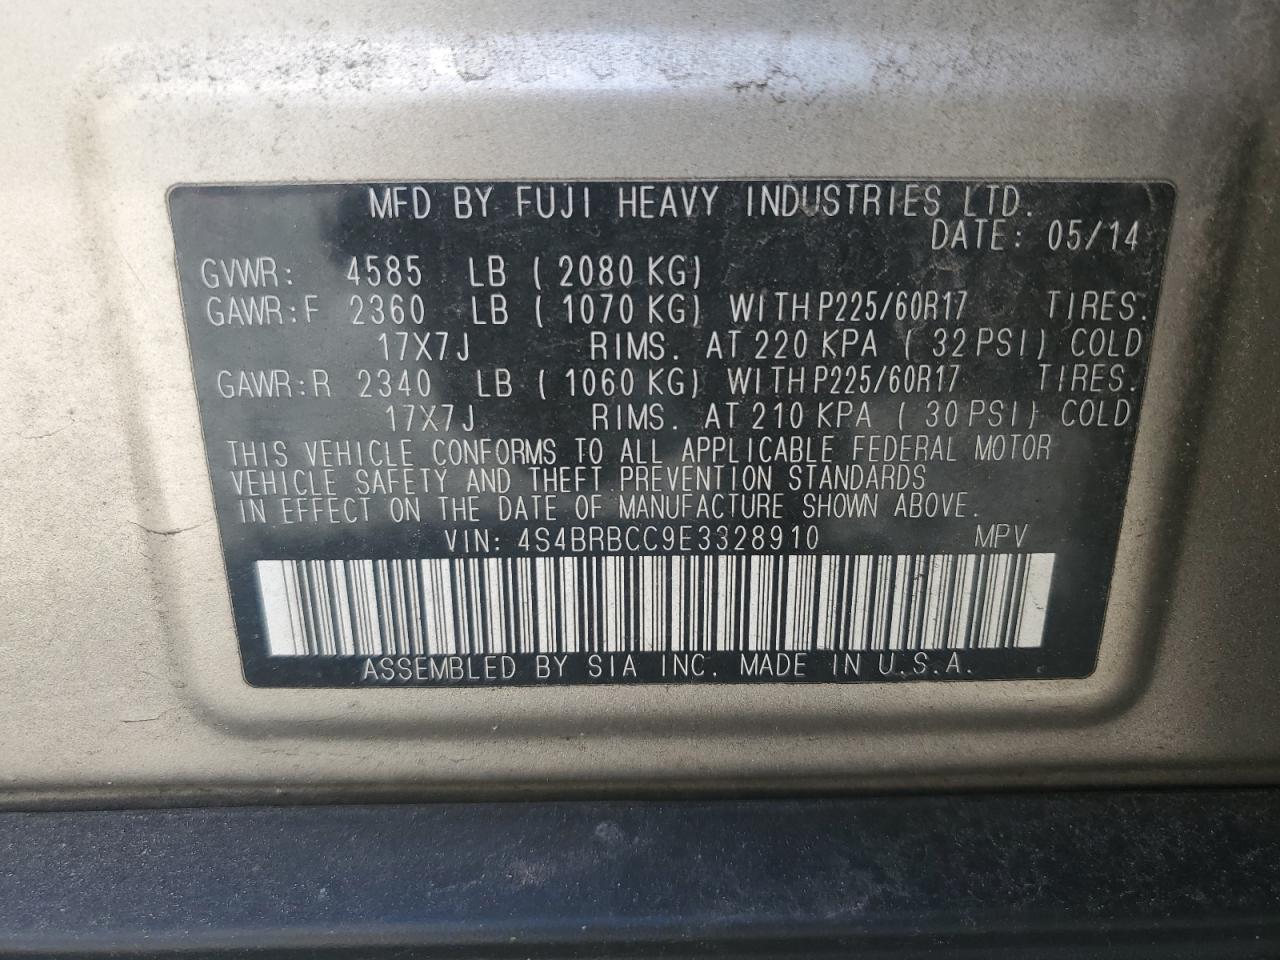 MFD BY FUJI HEAVY INDUSTRIES LTD.
DATE: 05/14
GVWR: 4585 LB ( 2080 KG)
GAWR:F 2360 LB ( 1070 KG) WITH P225/60R17 TIRES.
17X7J RIMS. AT 220 KPA ( 32 PSI) COLD
GAWR:R 2340 LB ( 1060 KG) WITH P225/60R17 TIRES.
17X7J RIMS. AT 210 KPA ( 30 PSI) COLD
THIS VEHICLE CONFORMS TO ALL APPLICABLE FEDERAL MOTOR
VEHICLE SAFETY AND THEFT PREVENTION STANDARDS
IN EFFECT ON THE DATE OF MANUFACTURE SHOWN ABOVE.
VIN: 4S4BRBCC9E3328910 MPV
ASSEMBLED BY SIA INC. MADE IN U.S.A.